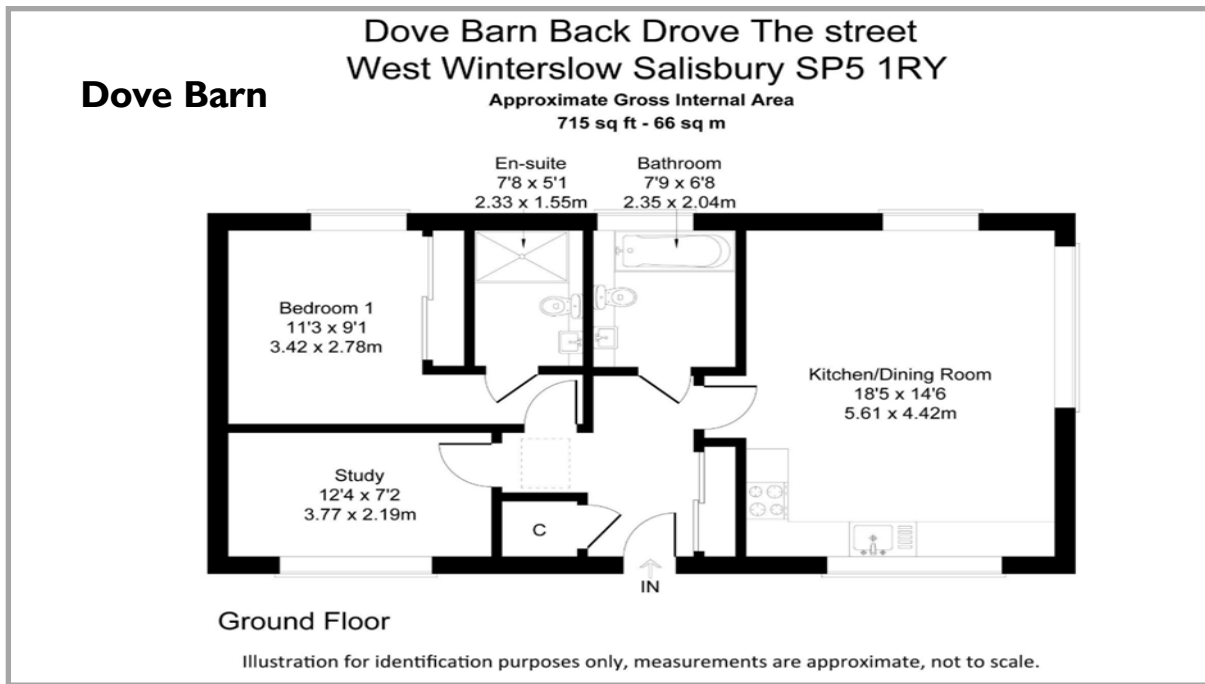 Dove Barn Back Drove The street
West Winterslow Salisbury SP5 1RY
Dove Barn
Approximate Gross Internal Area
715 sq ft - 66 sq m
En-suite
7'8 x 5'1
2.33 x 1.55m
Bathroom
7'9 x 6'8
2.35 x 2.04m
Bedroom 1
11'3 x 9'1
3.42 x 2.78m
Kitchen/Dining Room
18'5 x 14'6
5.61 x 4.42m
Study
12'4 x 7'2
3.77 x 2.19m
C
IN
Ground Floor
Illustration for identification purposes only, measurements are approximate, not to scale.